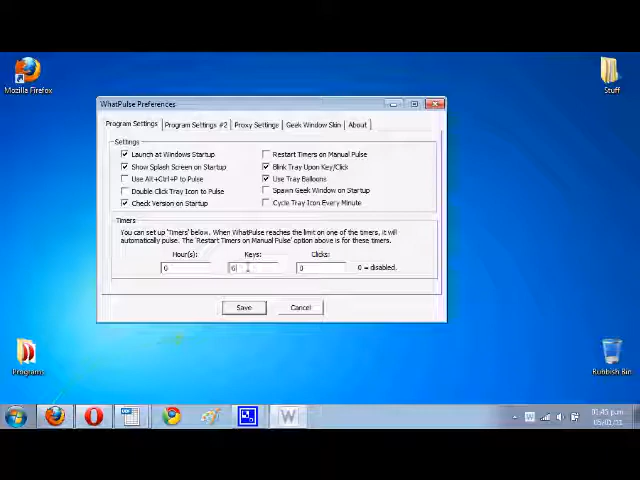 Mozilla Firefox
Stuff
WhatPulse Preferences
Program Settings Program Settings #2 Proxy Settings Geek Window Skin About
Settings
Launch at Windows Startup
Restart Timers on Manual Pulse
Show Splash Screen on Startup
Blink Tray Upon Key/Click
Use Alt+Ctrl+P to Pulse
Use Tray Balloons
Double Click Tray Icon to Pulse
Spawn Geek Window on Startup
Check Version on Startup
Cycle Tray Icon Every Minute
Timers
You can set up 'Timers' below. When WhatPulse reaches the limit on one of the timers, it will
automatically pulse. The 'Restart Timers on Manual Pulse' option above is for these timers.
Hour(s): Keys: Clicks:
0 0 0 0 = disabled.
Save Cancel
Programs
Rubbish Bin
W
W
01:45 p.m.
05/01/11